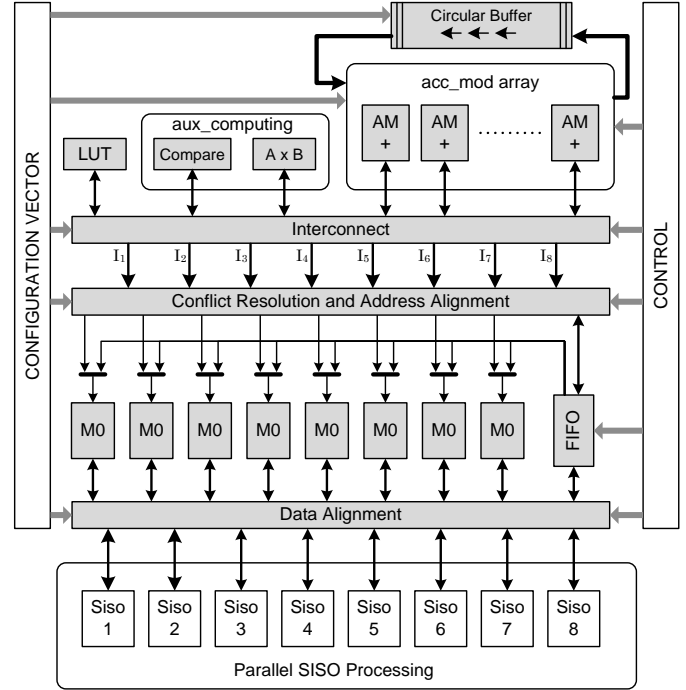 Circular Buffer
acc_mod array
AM
+
AM
+
.........
AM
+
aux_computing
LUT
Compare
A x B
Interconnect
I1 I2 I3 I4 I5 I6 I7 I8
Conflict Resolution and Address Alignment
M0 M0 M0 M0 M0 M0 M0 M0
FIFO
Data Alignment
Siso
1
Siso
2
Siso
3
Siso
4
Siso
5
Siso
6
Siso
7
Siso
8
Parallel SISO Processing
CONFIGURATION VECTOR
CONTROL